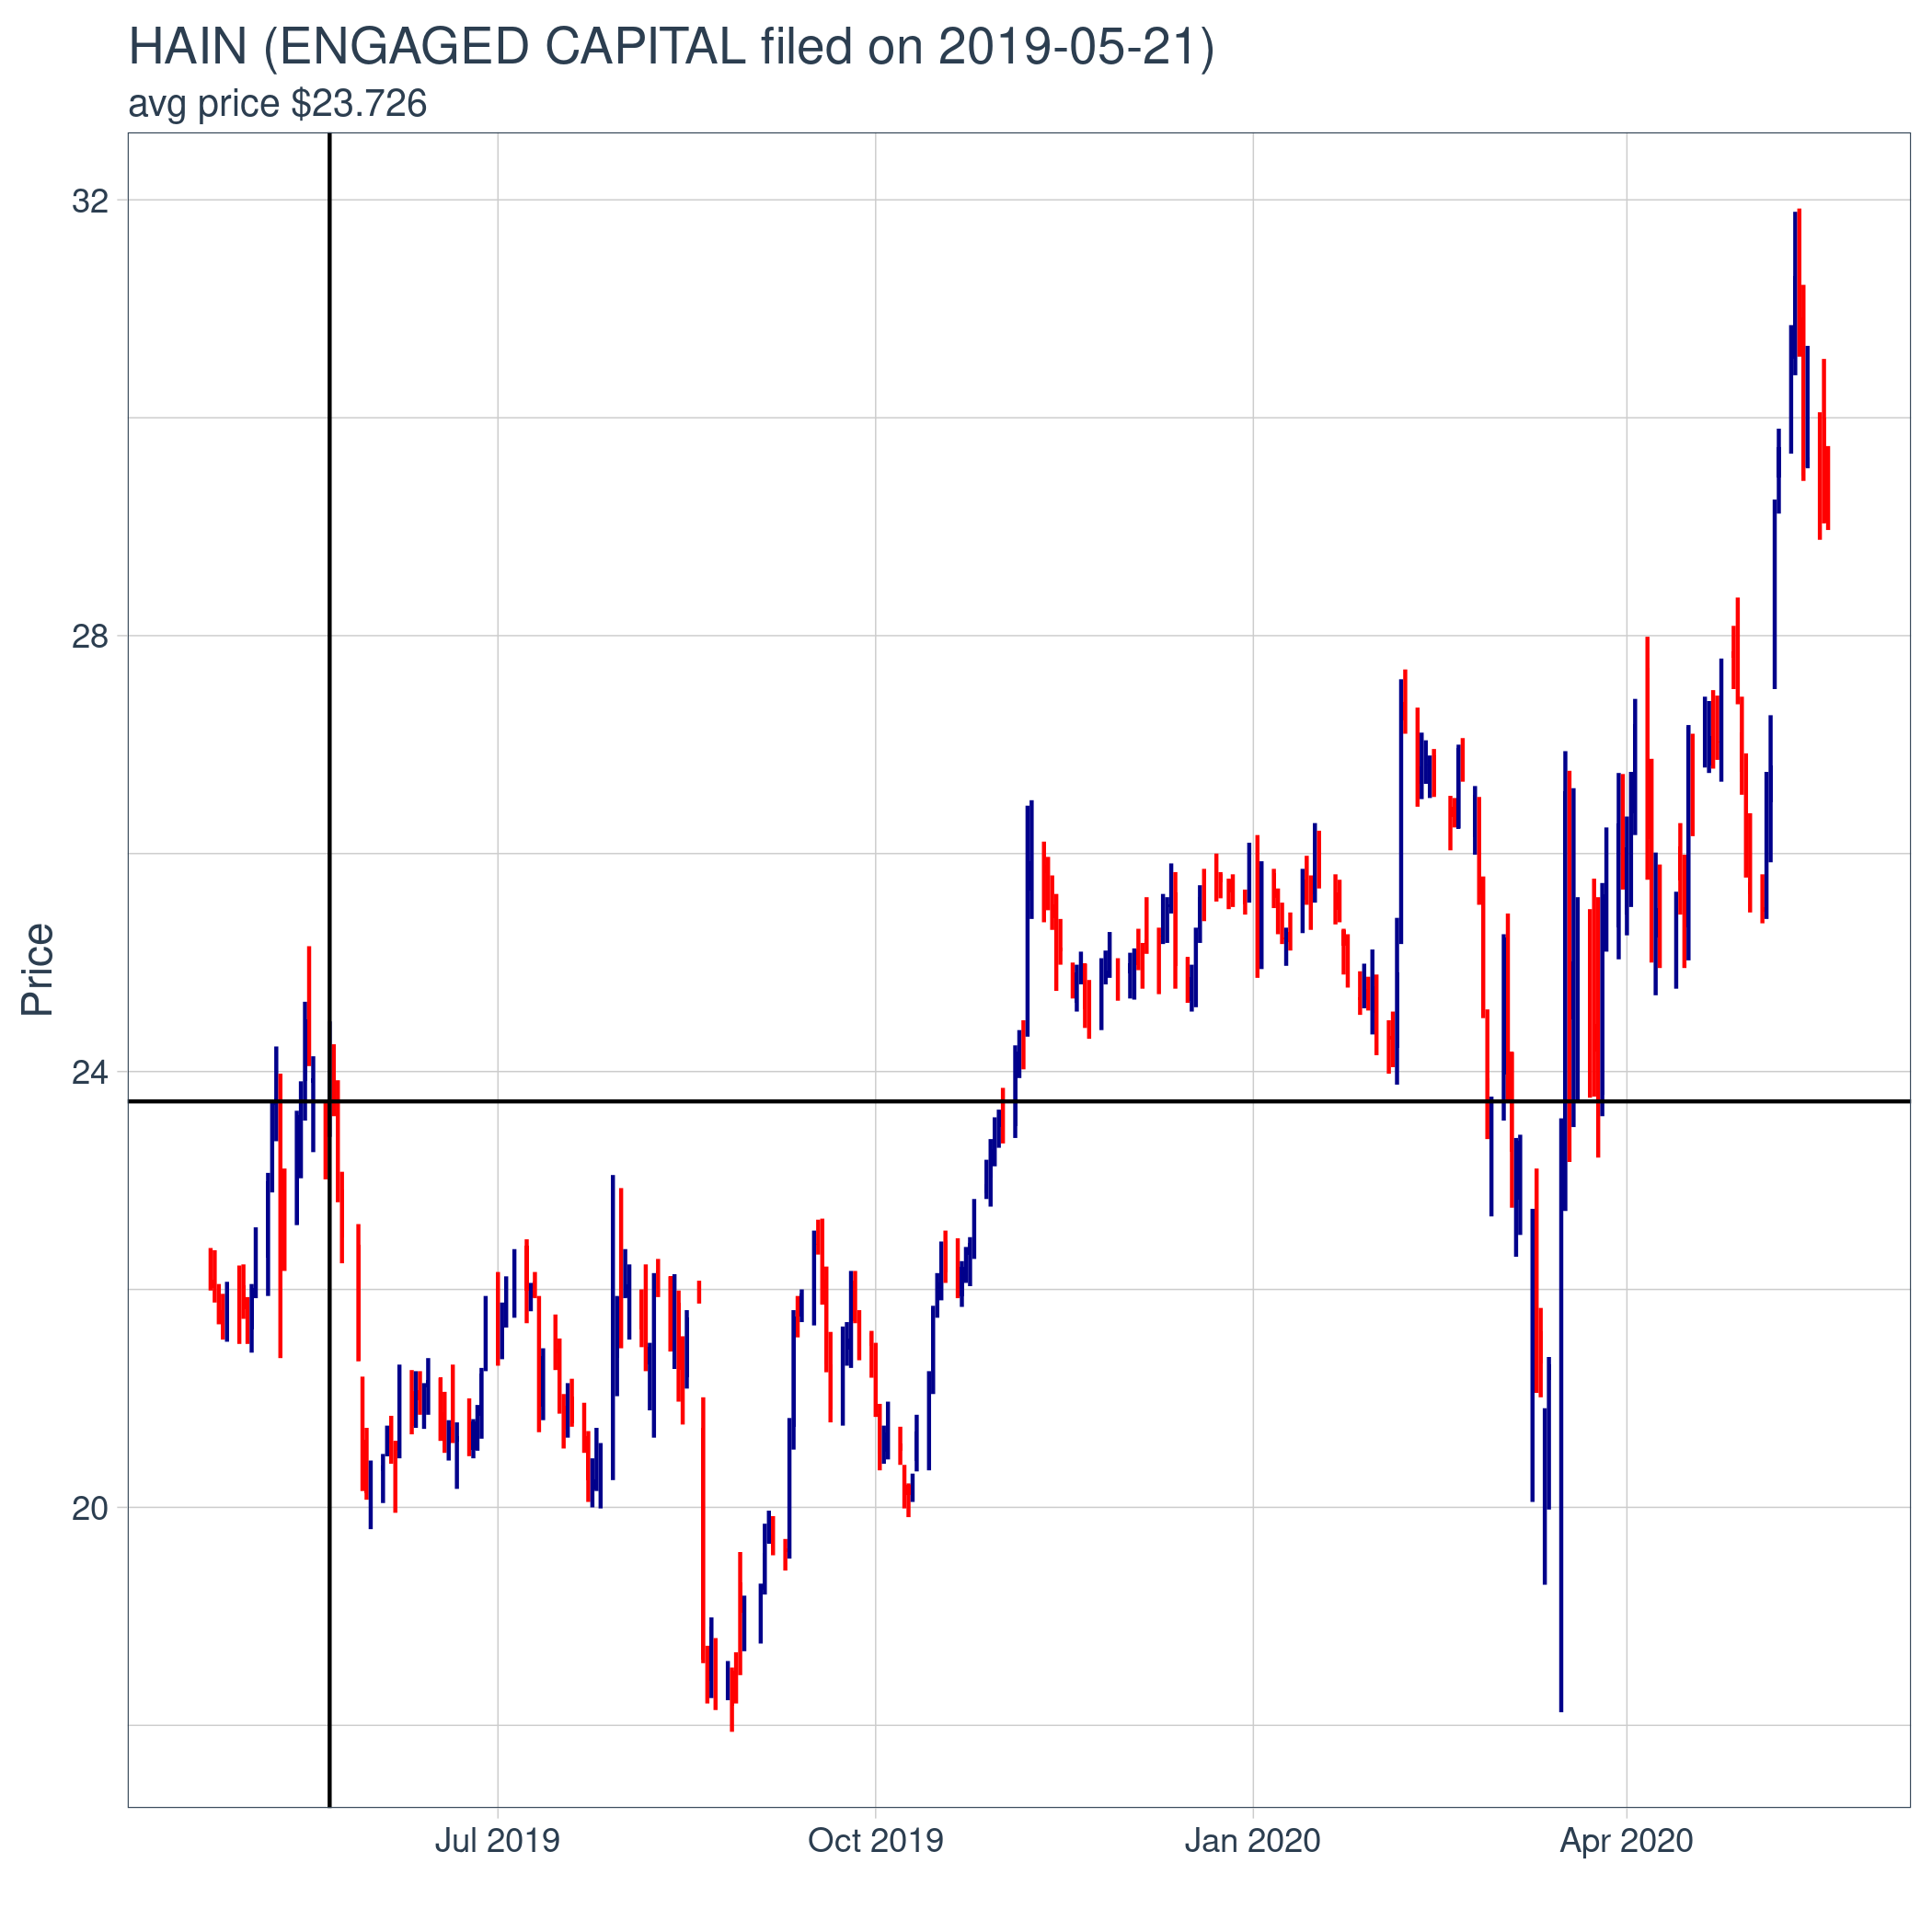 HAIN (ENGAGED CAPITAL filed on 2019-05-21)
avg price $23.726
32
28
24
20
Price
Jul 2019
Oct 2019
Jan 2020
Apr 2020